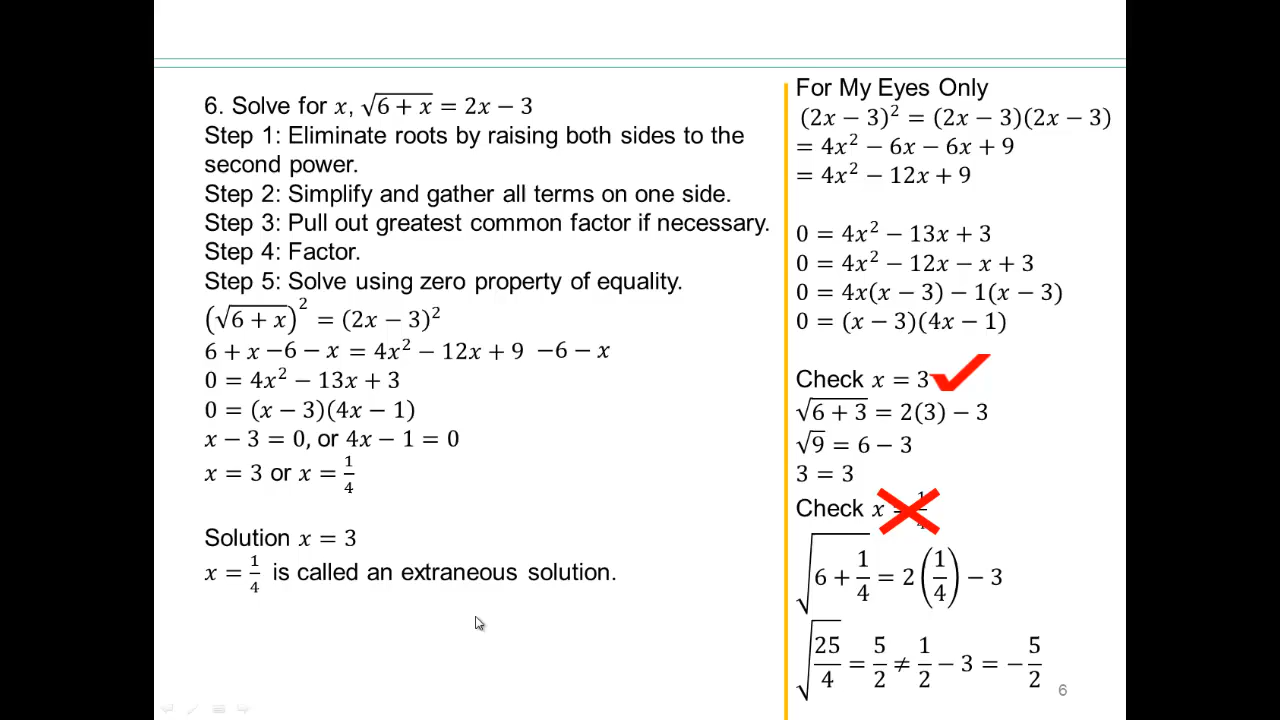 6. Solve for 𝑥, √(6 + 𝑥) = 2𝑥 − 3
Step 1: Eliminate roots by raising both sides to the
second power.
Step 2: Simplify and gather all terms on one side.
Step 3: Pull out greatest common factor if necessary.
Step 4: Factor.
Step 5: Solve using zero property of equality.
(√(6 + 𝑥))² = (2𝑥 − 3)²
6 + 𝑥 −6 − 𝑥 = 4𝑥² − 12𝑥 + 9 −6 − 𝑥
0 = 4𝑥² − 13𝑥 + 3
0 = (𝑥 − 3)(4𝑥 − 1)
𝑥 − 3 = 0, or 4𝑥 − 1 = 0
𝑥 = 3 or 𝑥 = 1/4
Solution 𝑥 = 3
𝑥 = 1/4 is called an extraneous solution.
For My Eyes Only
(2𝑥 − 3)² = (2𝑥 − 3)(2𝑥 − 3)
= 4𝑥² − 6𝑥 − 6𝑥 + 9
= 4𝑥² − 12𝑥 + 9
0 = 4𝑥² − 13𝑥 + 3
0 = 4𝑥² − 12𝑥 − 𝑥 + 3
0 = 4𝑥(𝑥 − 3) − 1(𝑥 − 3)
0 = (𝑥 − 3)(4𝑥 − 1)
Check 𝑥 = 3
√(6 + 3) = 2(3) − 3
√9 = 6 − 3
3 = 3
Check 𝑥 = 1/4
√(6 + 1/4) = 2(1/4) − 3
√(25/4) = 5/2 ≠ 1/2 − 3 = −5/2
6